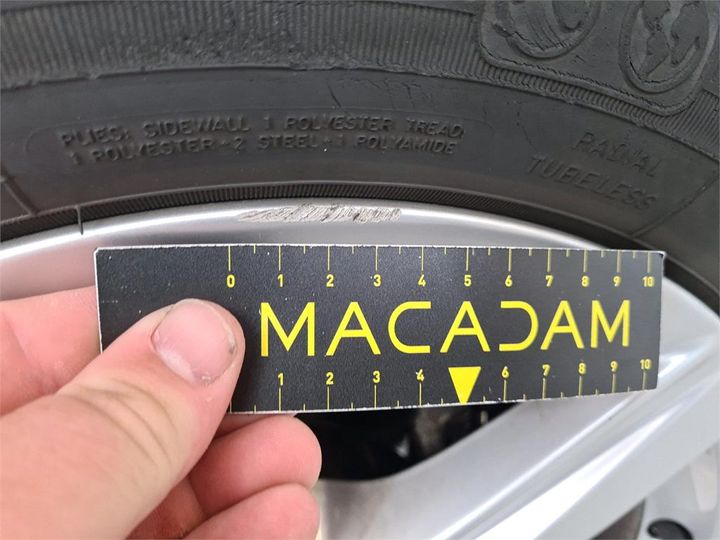 PLIES: SIDEWALL 1 POLYESTER TREAD
1 POLYESTER - 2 STEEL - 1 POLYAMIDE
RADIAL
TUBELESS
0 1 2 3 4 5 6 7 8 9 10
MACADAM
1 2 3 4 6 7 8 9 10